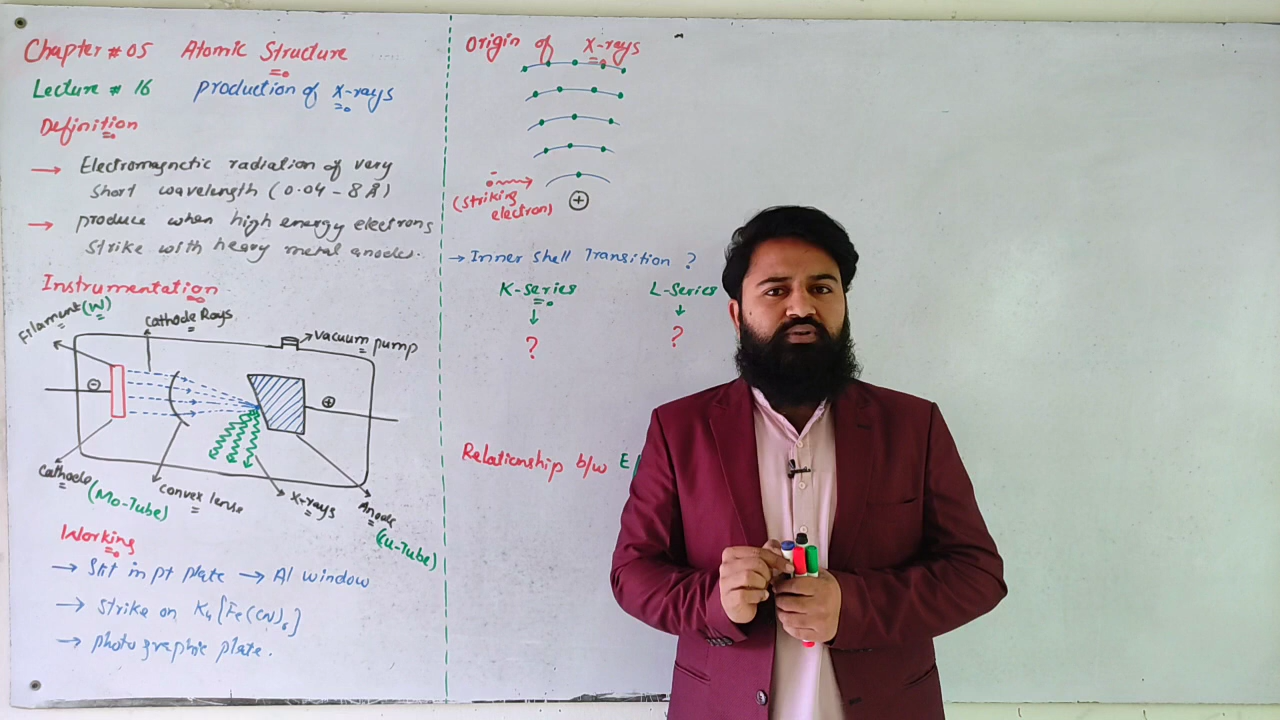 Chapter # 05 Atomic Structure
Lecture # 16 production of X-rays
Definition
→ Electromagnetic radiation of very
short wavelength (0.04 - 8 Å)
→ produce when high energy electrons
strike with heavy metal anodes.
Instrumentation
Filament (W)
Cathode Rays
Vacuum pump
⊖
⊕
Cathode
(Mo-Tube)
convex lense
X-rays
Anode
(Cu-Tube)
Working
→ Slit in pt plate → Al window
→ Strike on K4[Fe(CN)6]
→ photographic plate.
Origin of X-rays
(Striking
electron)
+
→ Inner Shell Transition ?
K-series L-series
↓ ↓
? ?
Relationship b/w E